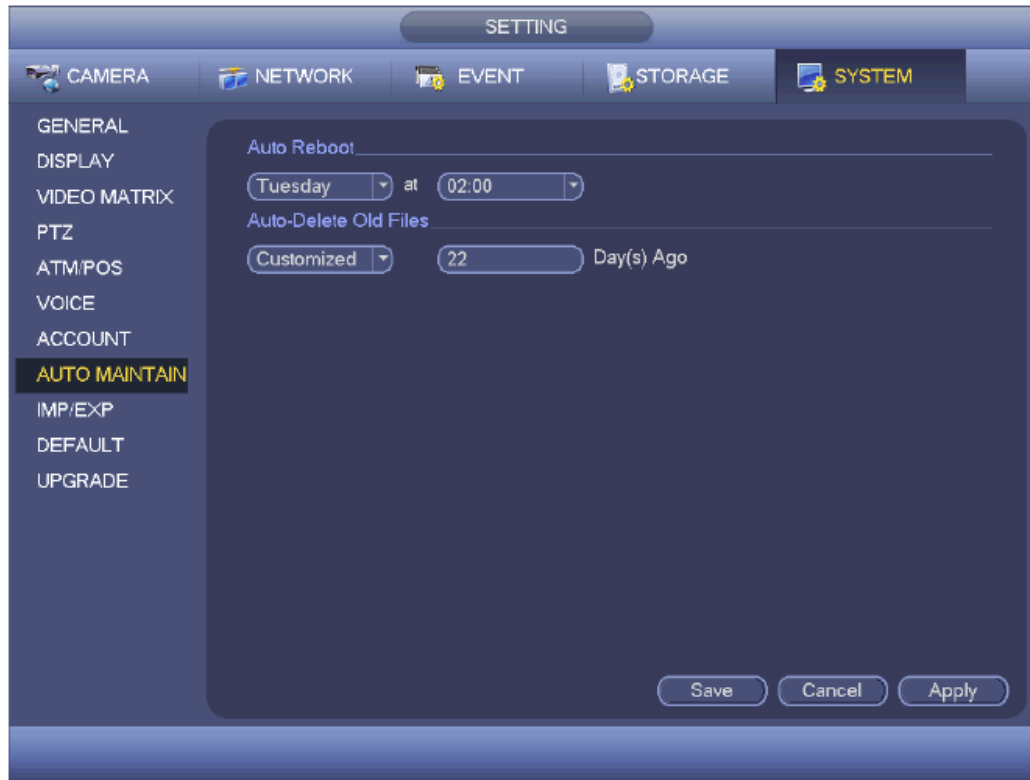 SETTING
CAMERA NETWORK EVENT STORAGE SYSTEM
GENERAL
DISPLAY
VIDEO MATRIX
PTZ
ATM/POS
VOICE
ACCOUNT
AUTO MAINTAIN
IMP/EXP
DEFAULT
UPGRADE
Auto Reboot
Tuesday at 02:00
Auto-Delete Old Files
Customized 22 Day(s) Ago
Save Cancel Apply